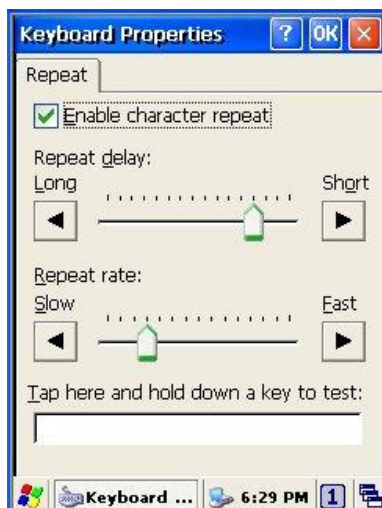 Keyboard Properties ? OK
Repeat
Enable character repeat
Repeat delay:
Long Short
Repeat rate:
Slow Fast
Tap here and hold down a key to test:
Keyboard ... 6:29 PM 1